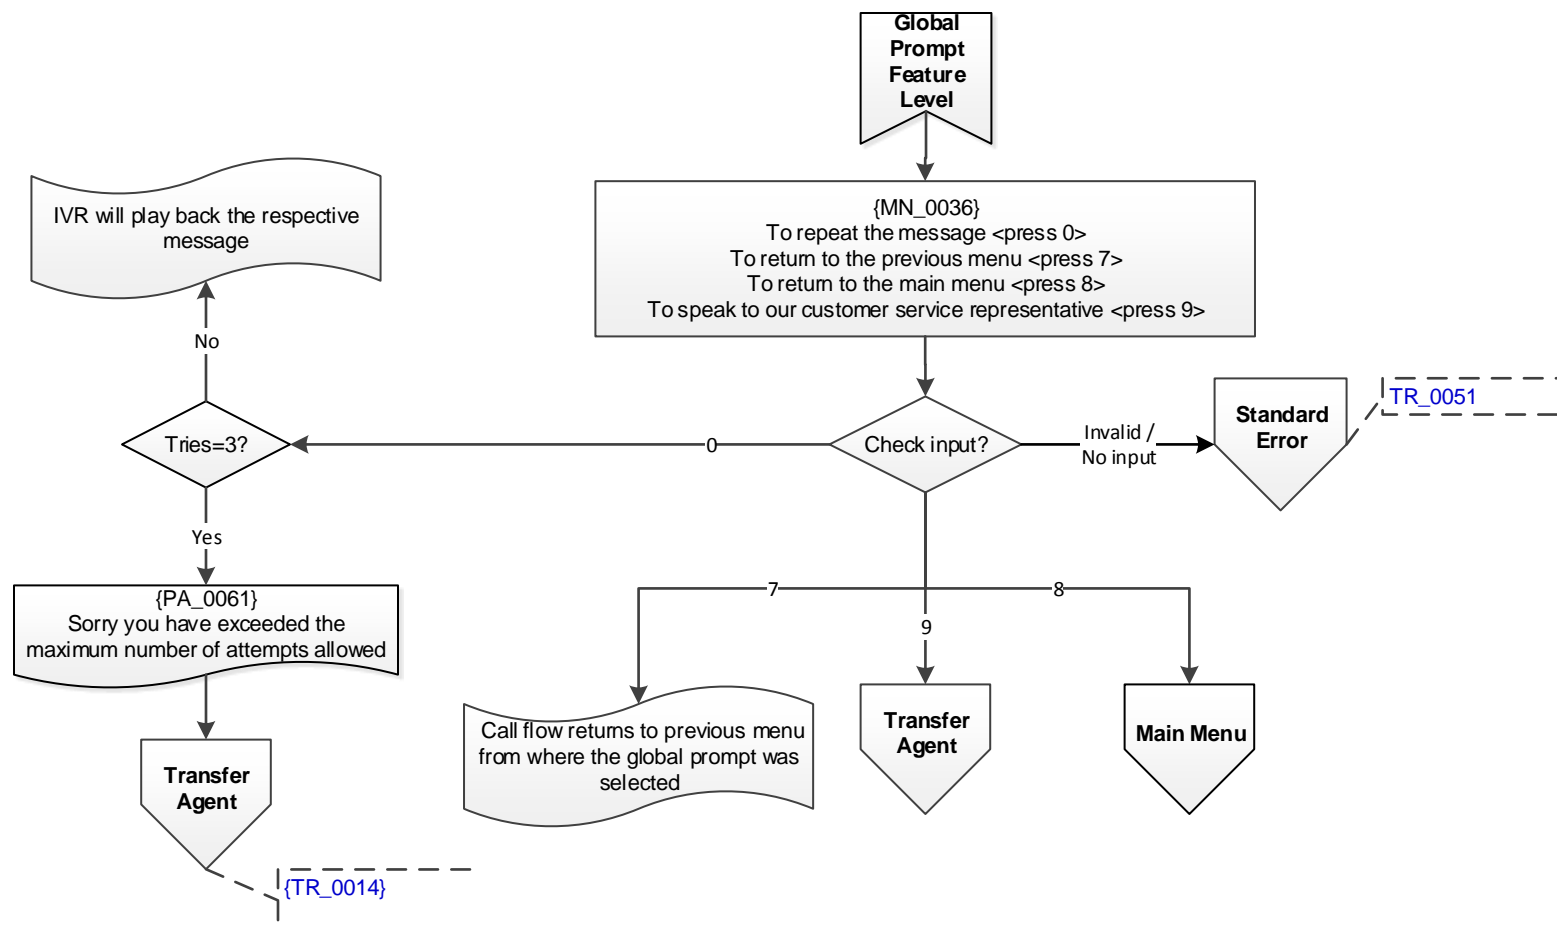 Global
Prompt
Feature
Level
{MN_0036}
To repeat the message <press 0>
To return to the previous menu <press 7>
To return to the main menu <press 8>
To speak to our customer service representative <press 9>
IVR will play back the respective
message
No
Tries=3?
0
Check input?
Invalid /
No input
Standard
Error
TR_0051
Yes
{PA_0061}
Sorry you have exceeded the
maximum number of attempts allowed
7
8
9
Transfer
Agent
{TR_0014}
Call flow returns to previous menu
from where the global prompt was
selected
Transfer
Agent
Main Menu